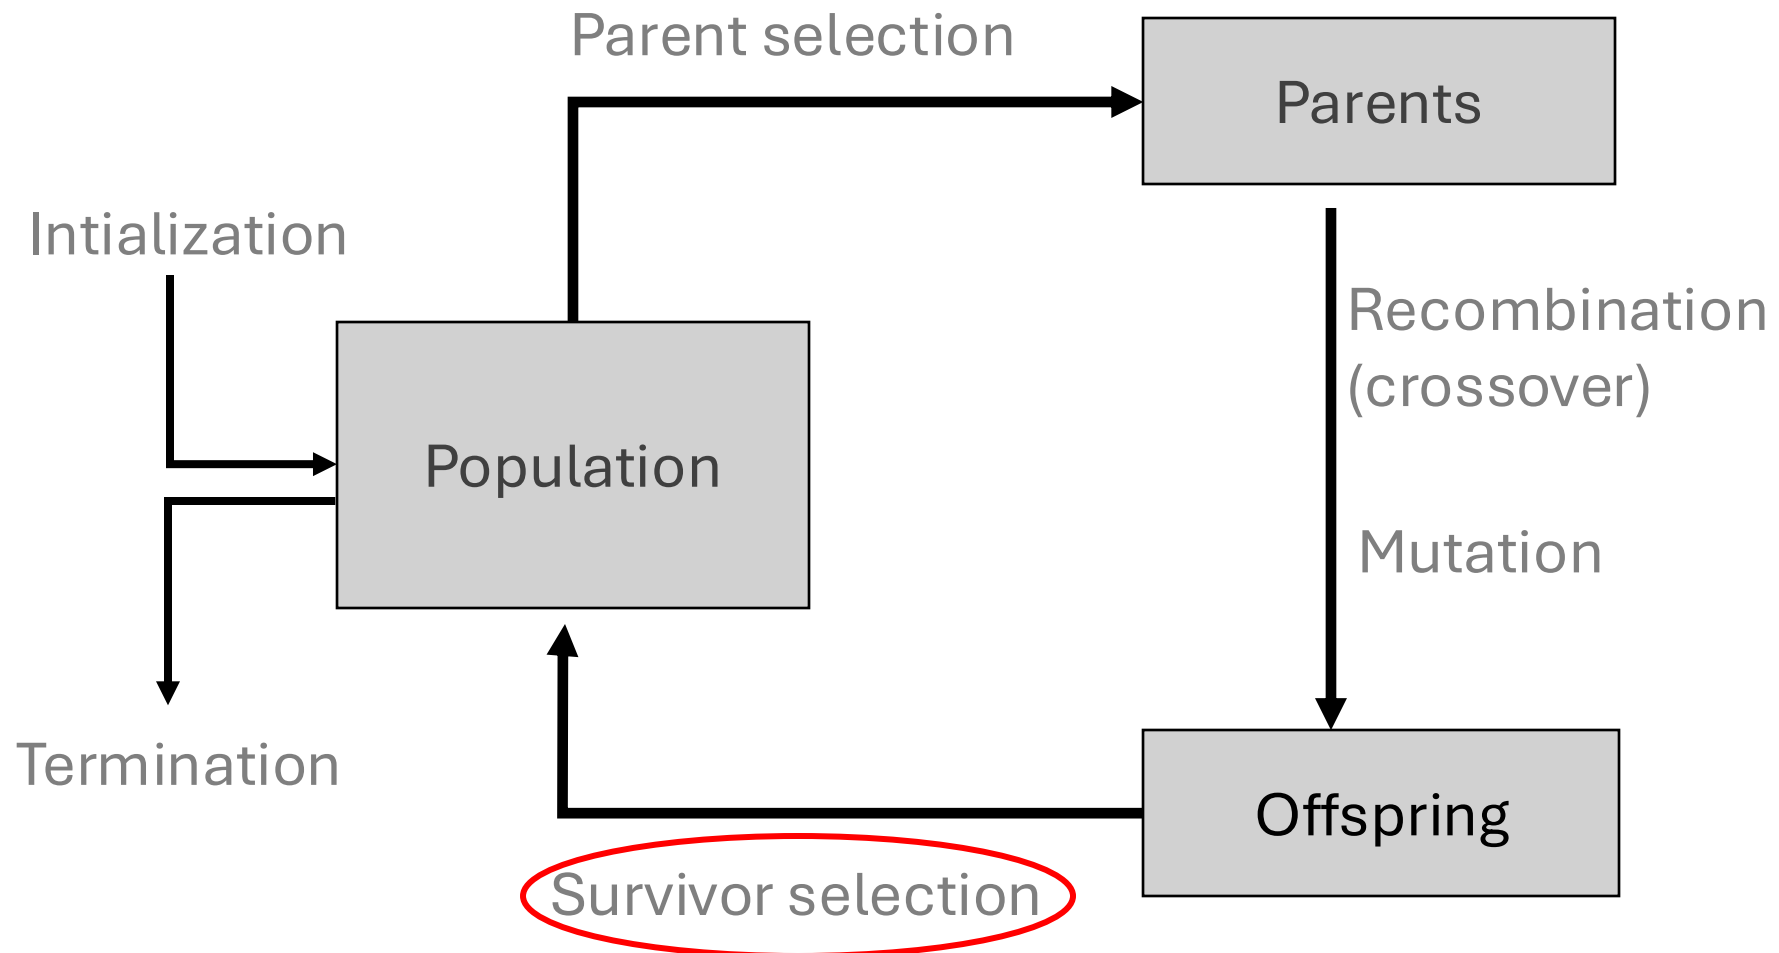 Parent selection
Parents
Intialization
Recombination
(crossover)
Population
Mutation
Termination
Offspring
Survivor selection